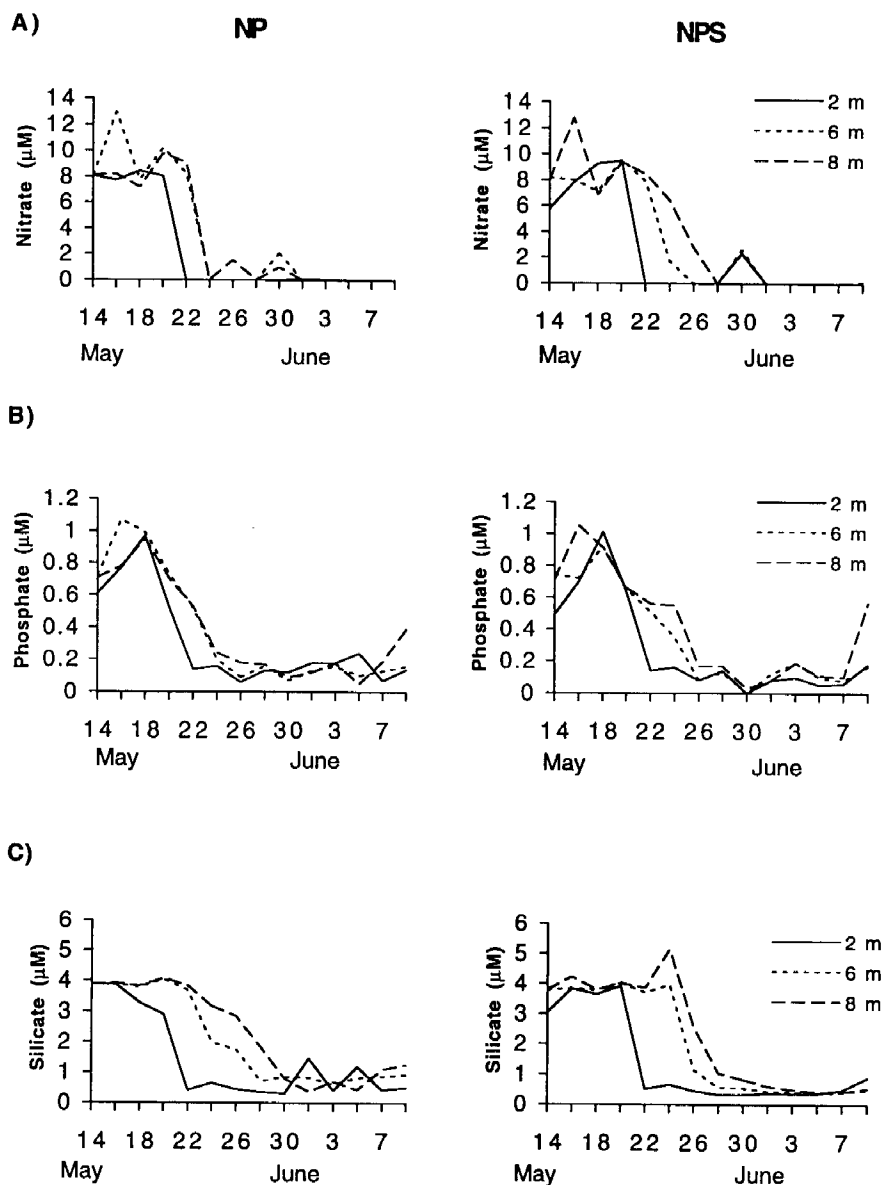 A)
NP
NPS
Nitrate (μM)
14
12
10
8
6
4
2
0
14 18 22 26 30 3 7
May June
Nitrate (μM)
14
12
10
8
6
4
2
0
14 18 22 26 30 3 7
May June
2 m
6 m
8 m
B)
Phosphate (μM)
1.2
1
0.8
0.6
0.4
0.2
0
14 18 22 26 30 3 7
May June
Phosphate (μM)
1.2
1
0.8
0.6
0.4
0.2
0
14 18 22 26 30 3 7
May June
2 m
6 m
8 m
C)
Silicate (μM)
6
5
4
3
2
1
0
14 18 22 26 30 3 7
May June
Silicate (μM)
6
5
4
3
2
1
0
14 18 22 26 30 3 7
May June
2 m
6 m
8 m